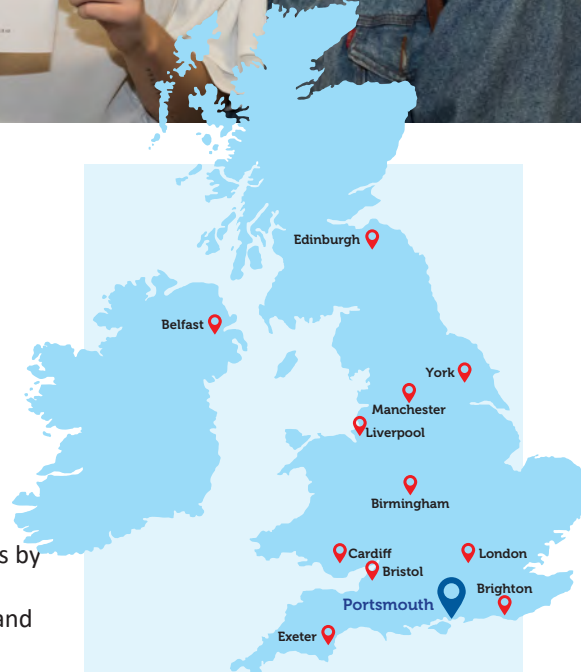 Edinburgh
Belfast
York
Manchester
Liverpool
Birmingham
s by
Cardiff
London
Bristol
Brighton
Portsmouth
and
Exeter